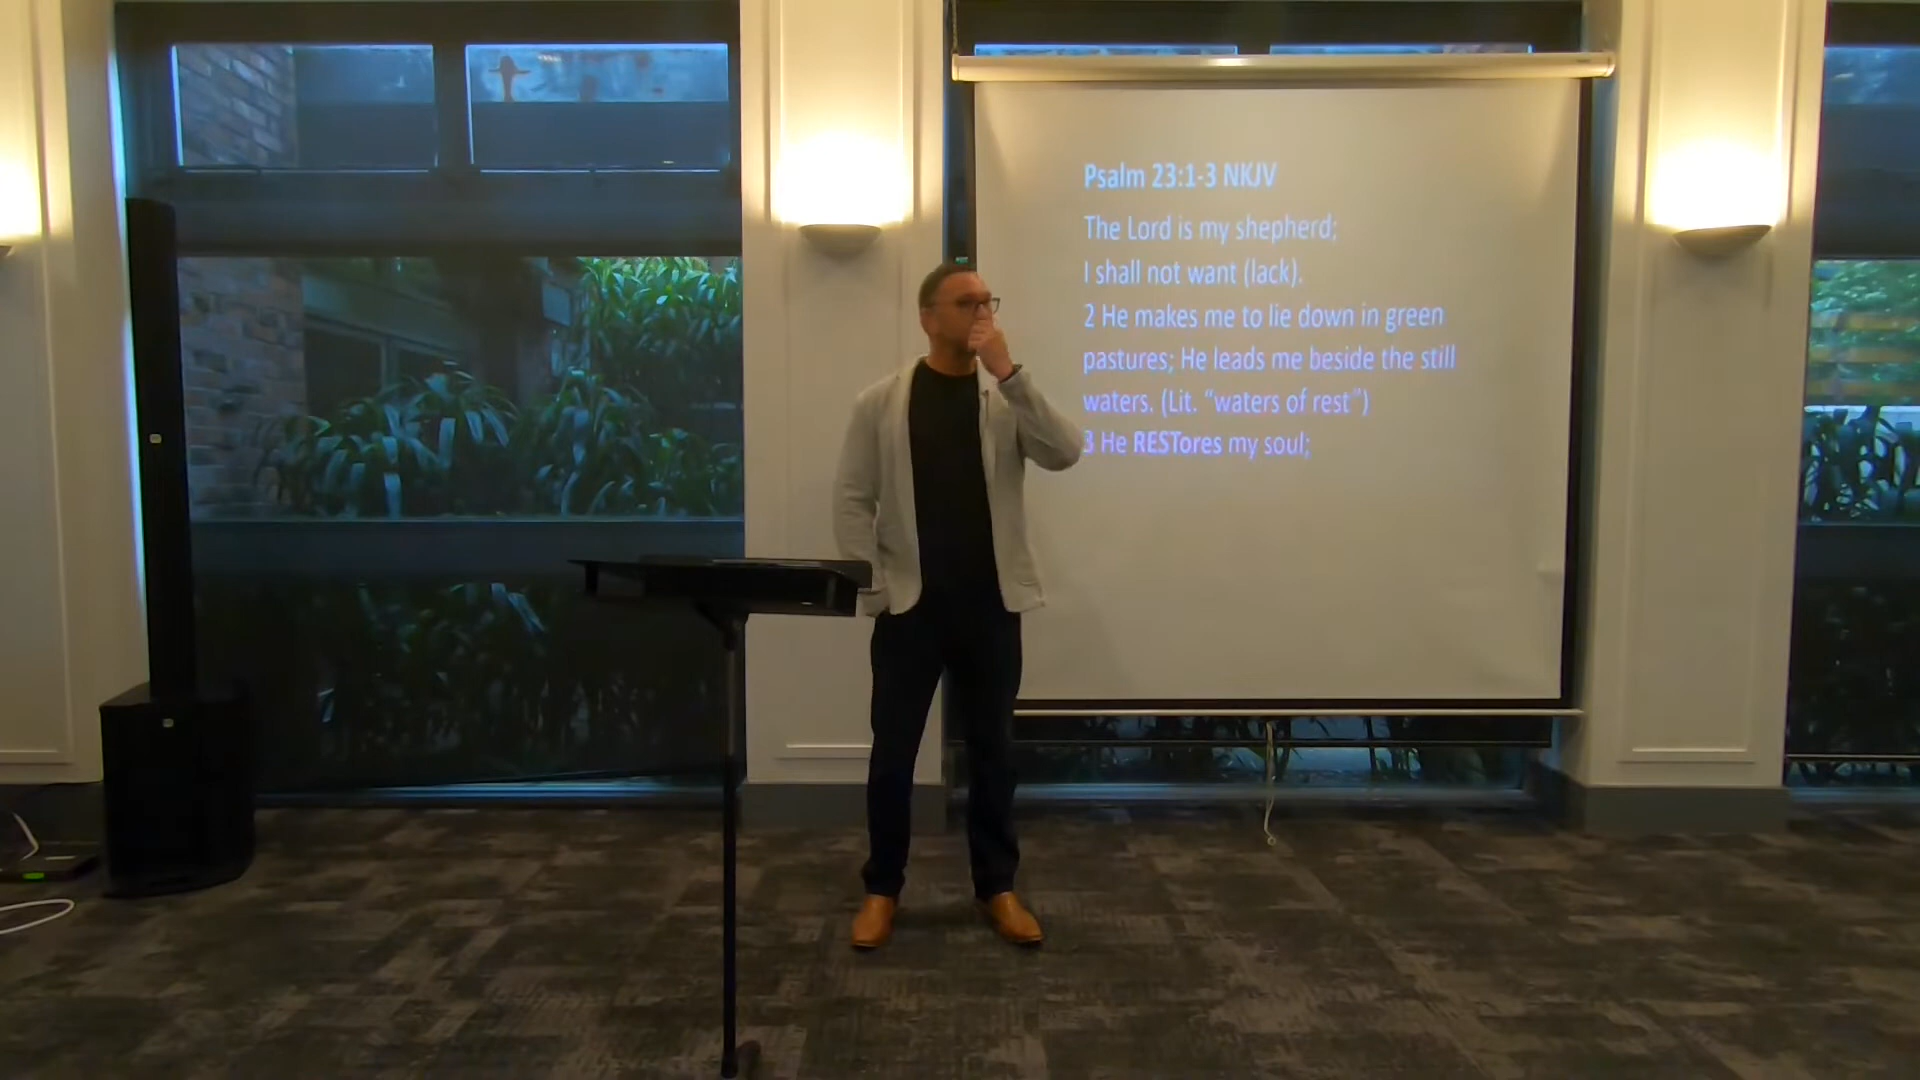 Psalm 23:1-3 NKJV
The Lord is my shepherd;
I shall not want (lack).
2 He makes me to lie down in green
pastures; He leads me beside the still
waters. (Lit. “waters of rest”)
3 He RESTores my soul;